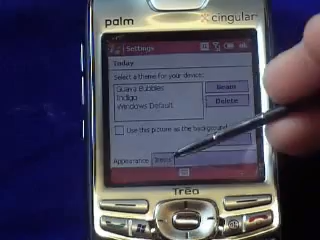 palm
cingular
Settings
Today
Select a theme for your device:
Guava Bubbles
Indigo
Windows Default
Beam
Delete
Use this picture as the background
Appearance Items
Treo